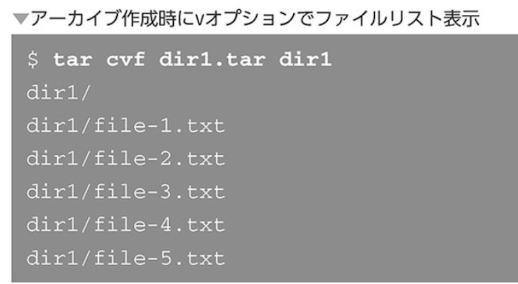 ▼アーカイブ作成時にvオプションでファイルリスト表示
$ tar cvf dir1.tar dir1
dir1/
dir1/file-1.txt
dir1/file-2.txt
dir1/file-3.txt
dir1/file-4.txt
dir1/file-5.txt